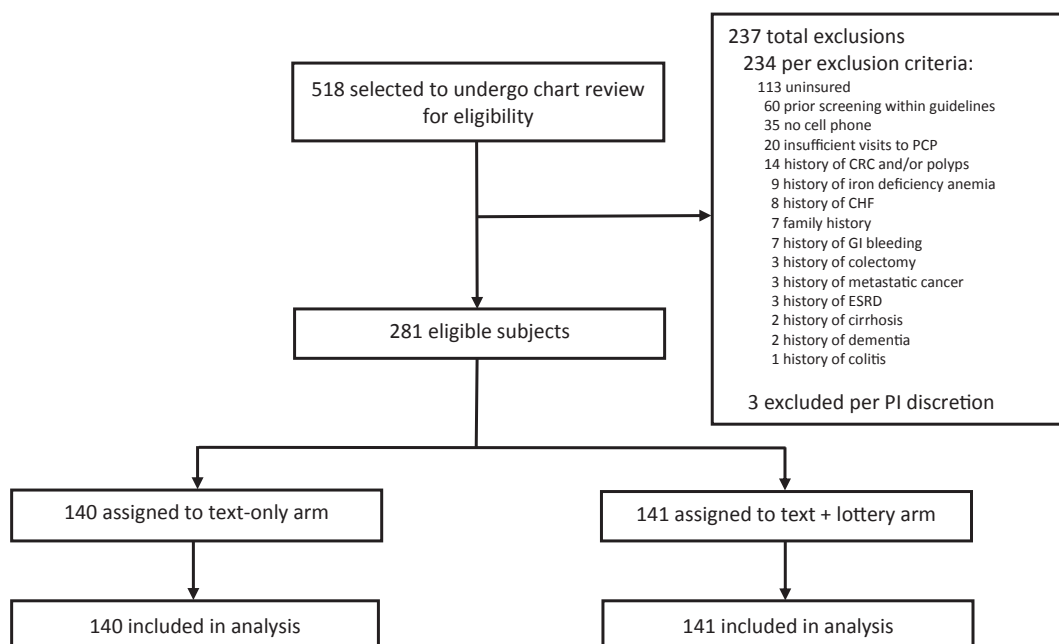 518 selected to undergo chart review
for eligibility
237 total exclusions
234 per exclusion criteria:
113 uninsured
60 prior screening within guidelines
35 no cell phone
20 insufficient visits to PCP
14 history of CRC and/or polyps
9 history of iron deficiency anemia
8 history of CHF
7 family history
7 history of GI bleeding
3 history of colectomy
3 history of metastatic cancer
3 history of ESRD
2 history of cirrhosis
2 history of dementia
1 history of colitis
3 excluded per PI discretion
281 eligible subjects
140 assigned to text-only arm
141 assigned to text + lottery arm
140 included in analysis
141 included in analysis